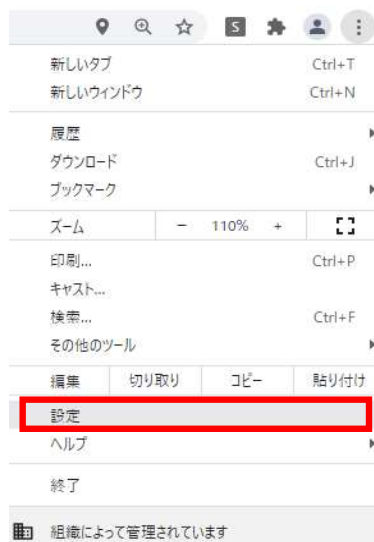 S
新しいタブ Ctrl+T
新しいウィンドウ Ctrl+N
履歴
ダウンロード Ctrl+J
ブックマーク
ズーム － 110% +
印刷... Ctrl+P
キャスト...
検索... Ctrl+F
その他のツール
編集 切り取り コピー 貼り付け
設定
ヘルプ
終了
組織によって管理されています